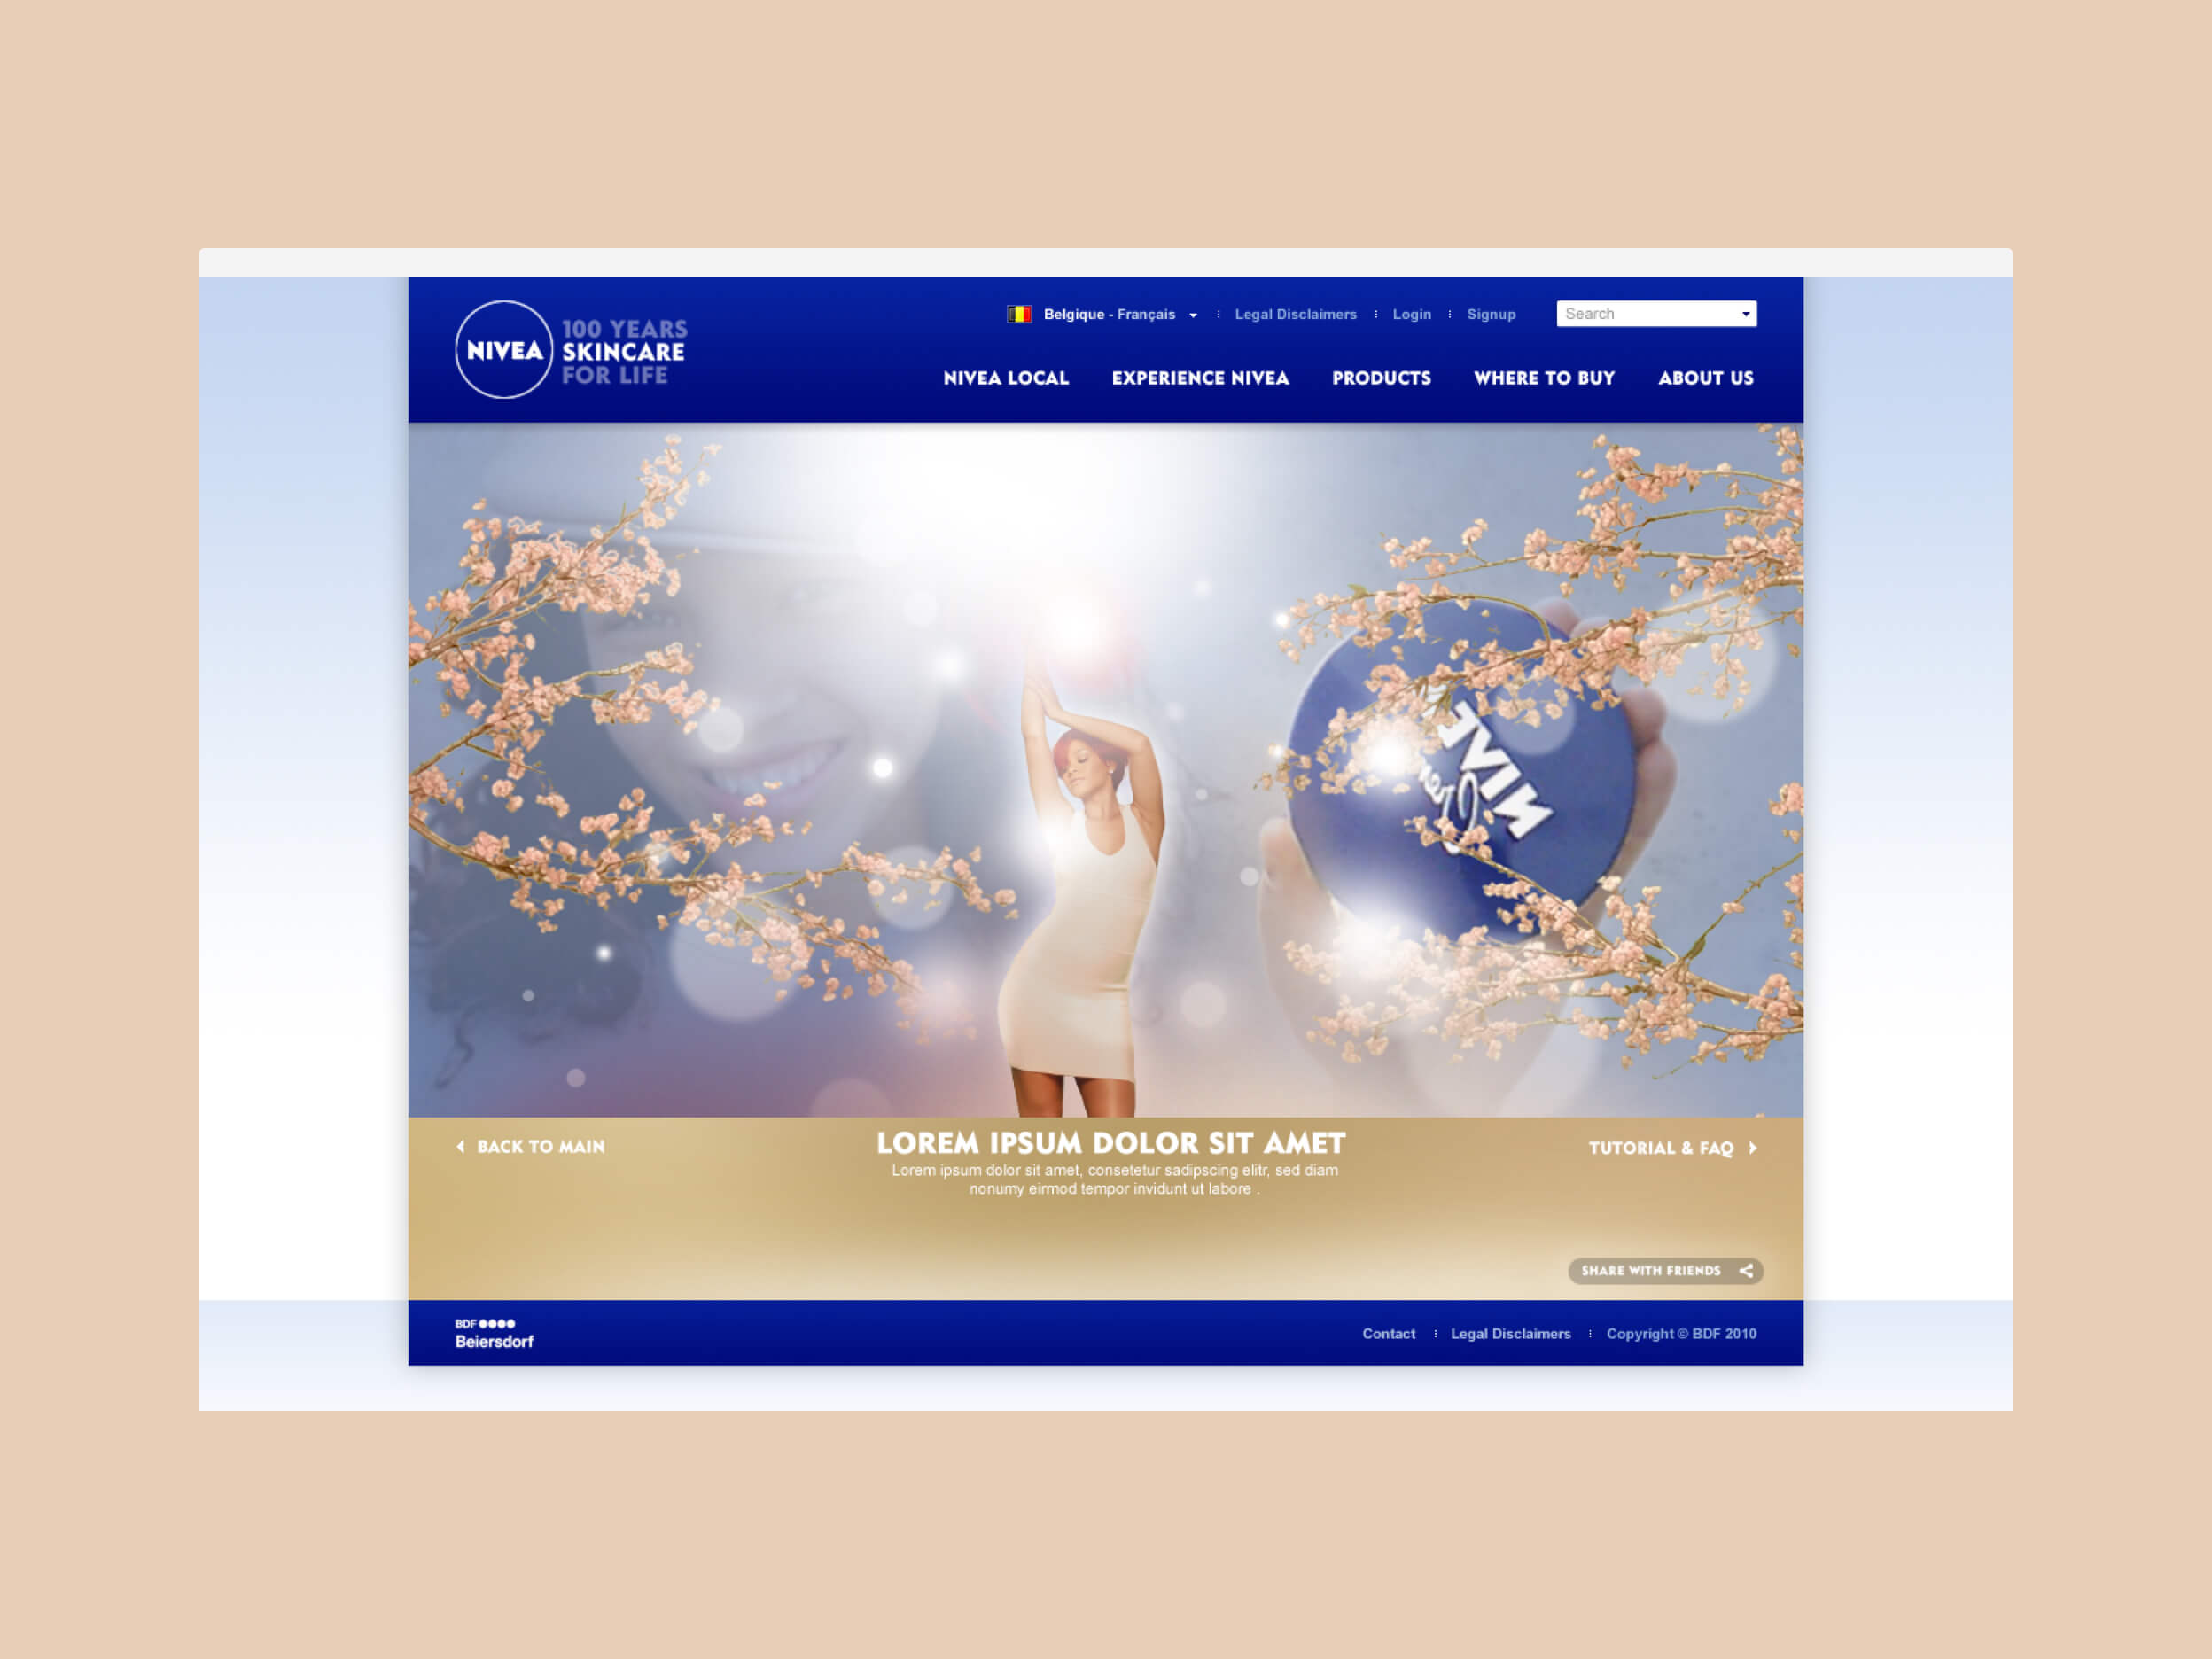 NIVEA
100 YEARS
SKINCARE
FOR LIFE
Belgique - Français
Legal Disclaimers
Login
Signup
Search
NIVEA LOCAL
EXPERIENCE NIVEA
PRODUCTS
WHERE TO BUY
ABOUT US
NIVE
BACK TO MAIN
LOREM IPSUM DOLOR SIT AMET
Lorem ipsum dolor sit amet, consetetur sadipscing elitr, sed diam
nonumy eirmod tempor invidunt ut labore .
TUTORIAL & FAQ
SHARE WITH FRIENDS
BDF
Beiersdorf
Contact
Legal Disclaimers
Copyright © BDF 2010